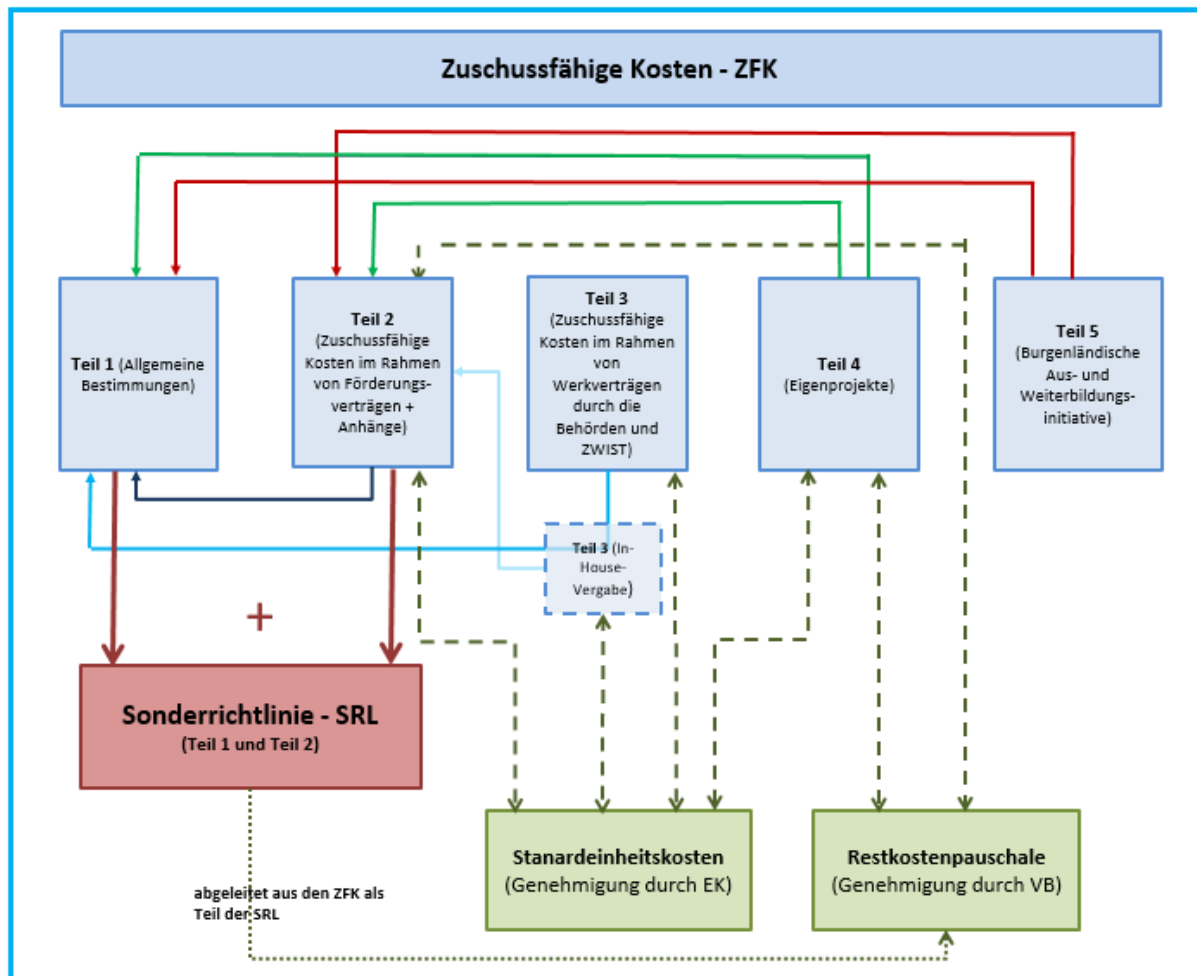 Zuschussfähige Kosten - ZFK
Teil 1 (Allgemeine
Bestimmungen)
Teil 2
(Zuschussfähige
Kosten im Rahmen
von Förderungs-
verträgen +
Anhänge)
Teil 3
(Zuschussfähige
Kosten im Rahmen
von
Werkverträgen
durch die
Behörden und
ZWIST)
Teil 4
(Eigenprojekte)
Teil 5
(Burgenländische
Aus- und
Weiterbildungs-
initiative)
Teil 3 (In-
House-
Vergabe)
+
Sonderrichtlinie - SRL
(Teil 1 und Teil 2)
Stanardeinheitskosten
(Genehmigung durch EK)
Restkostenpauschale
(Genehmigung durch VB)
abgeleitet aus den ZFK als
Teil der SRL